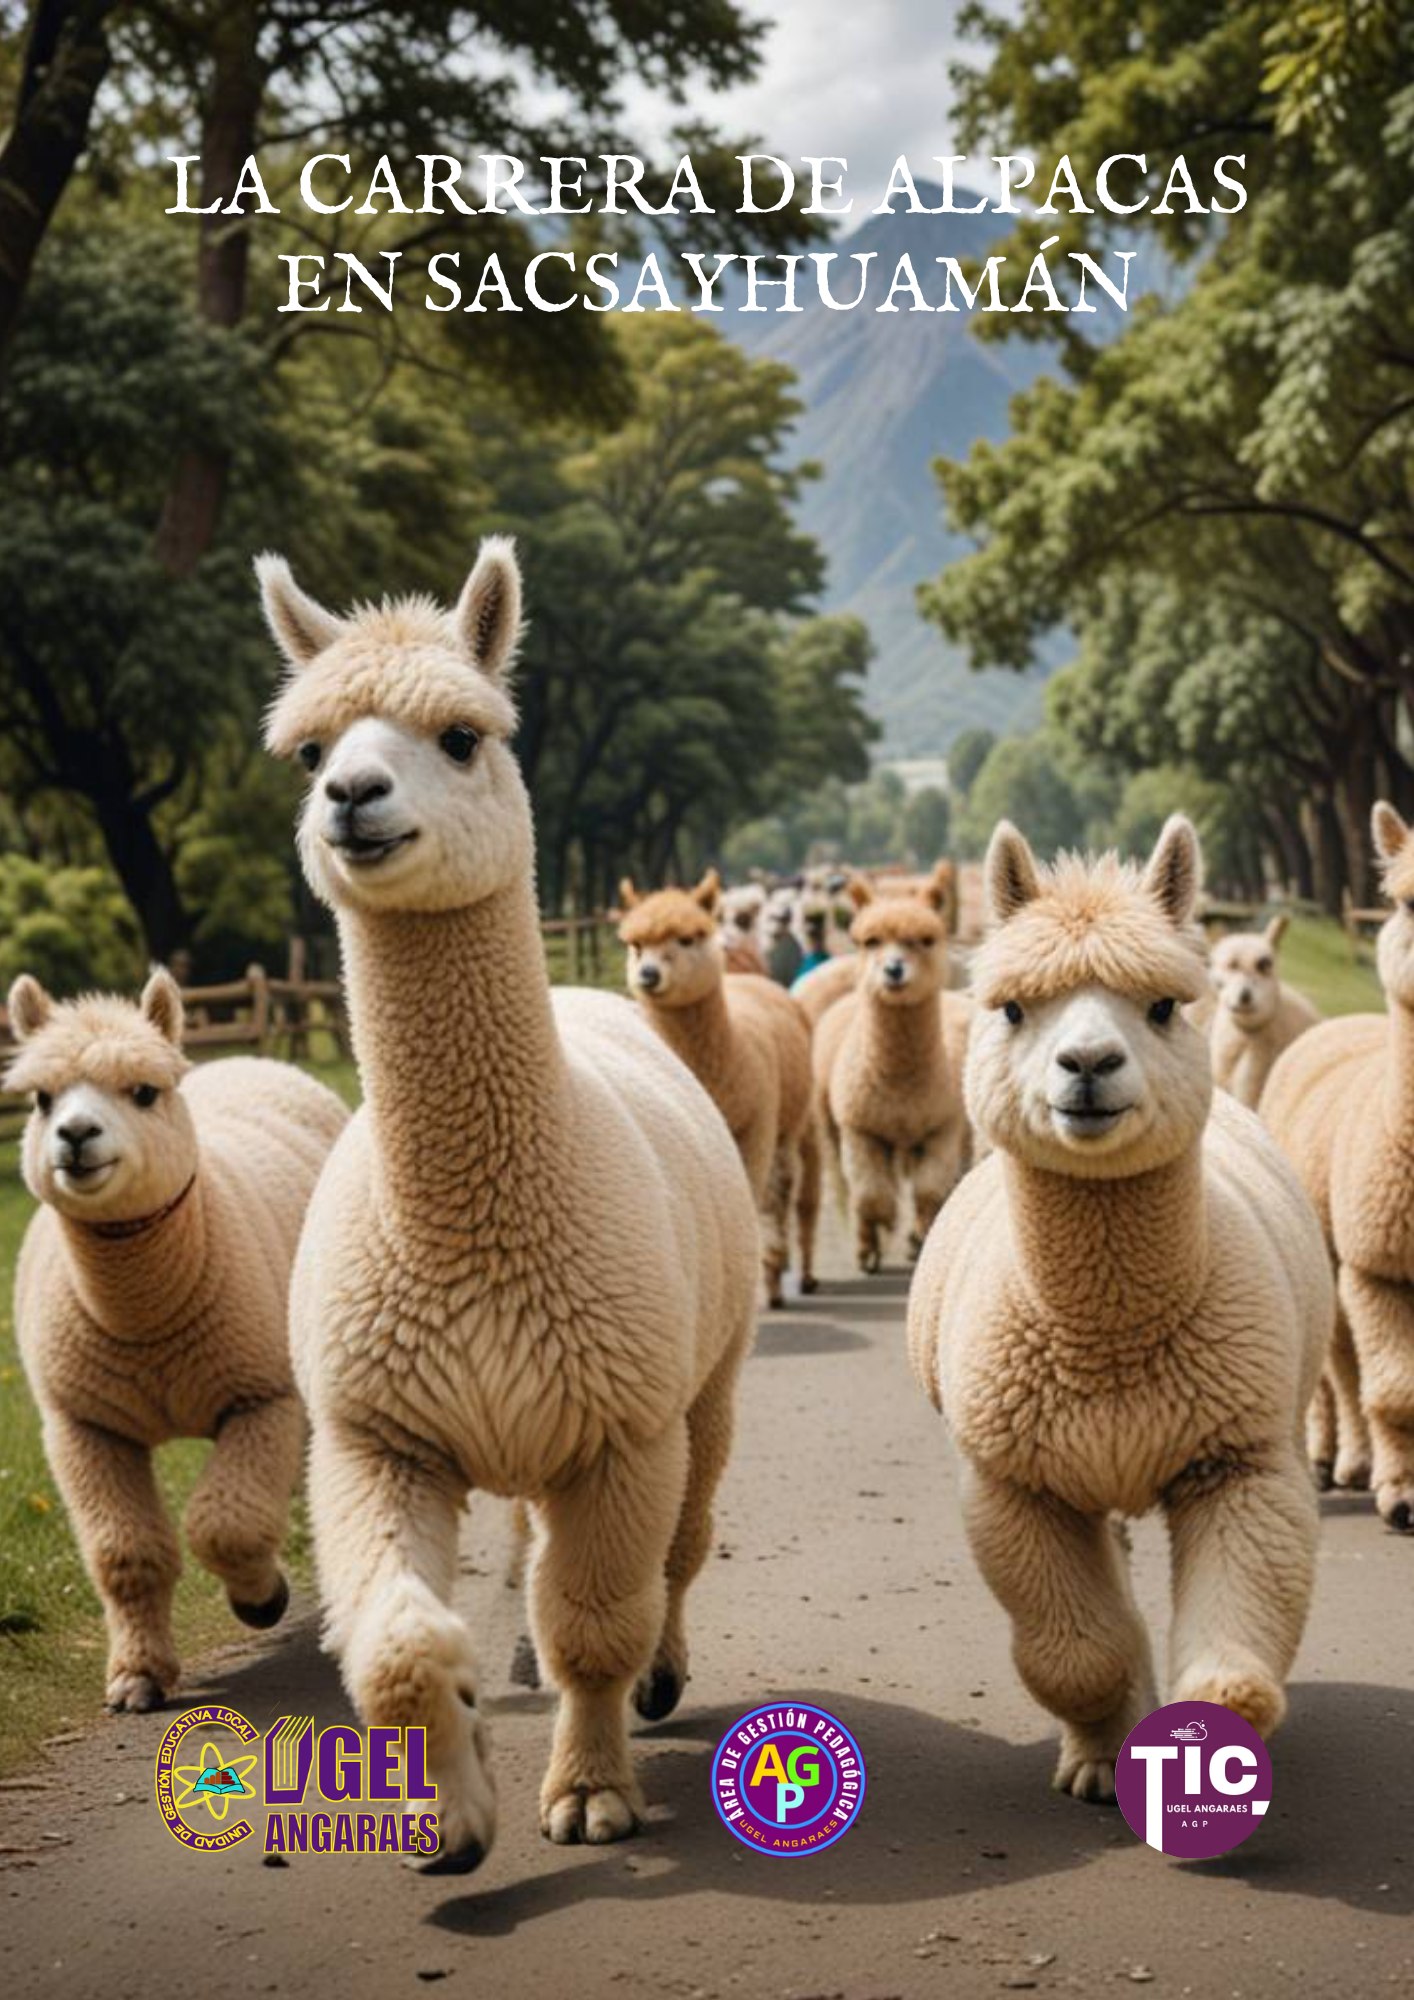 LA CARRERA DE ALPACAS
EN SACSAYHUAMÁN
UNIDAD DE GESTIÓN EDUCATIVA LOCAL
UGEL
ANGARAES
ÁREA DE GESTIÓN PEDAGÓGICA
AG
P
UGEL ANGARAES
TIC
UGEL ANGARAES
AGP